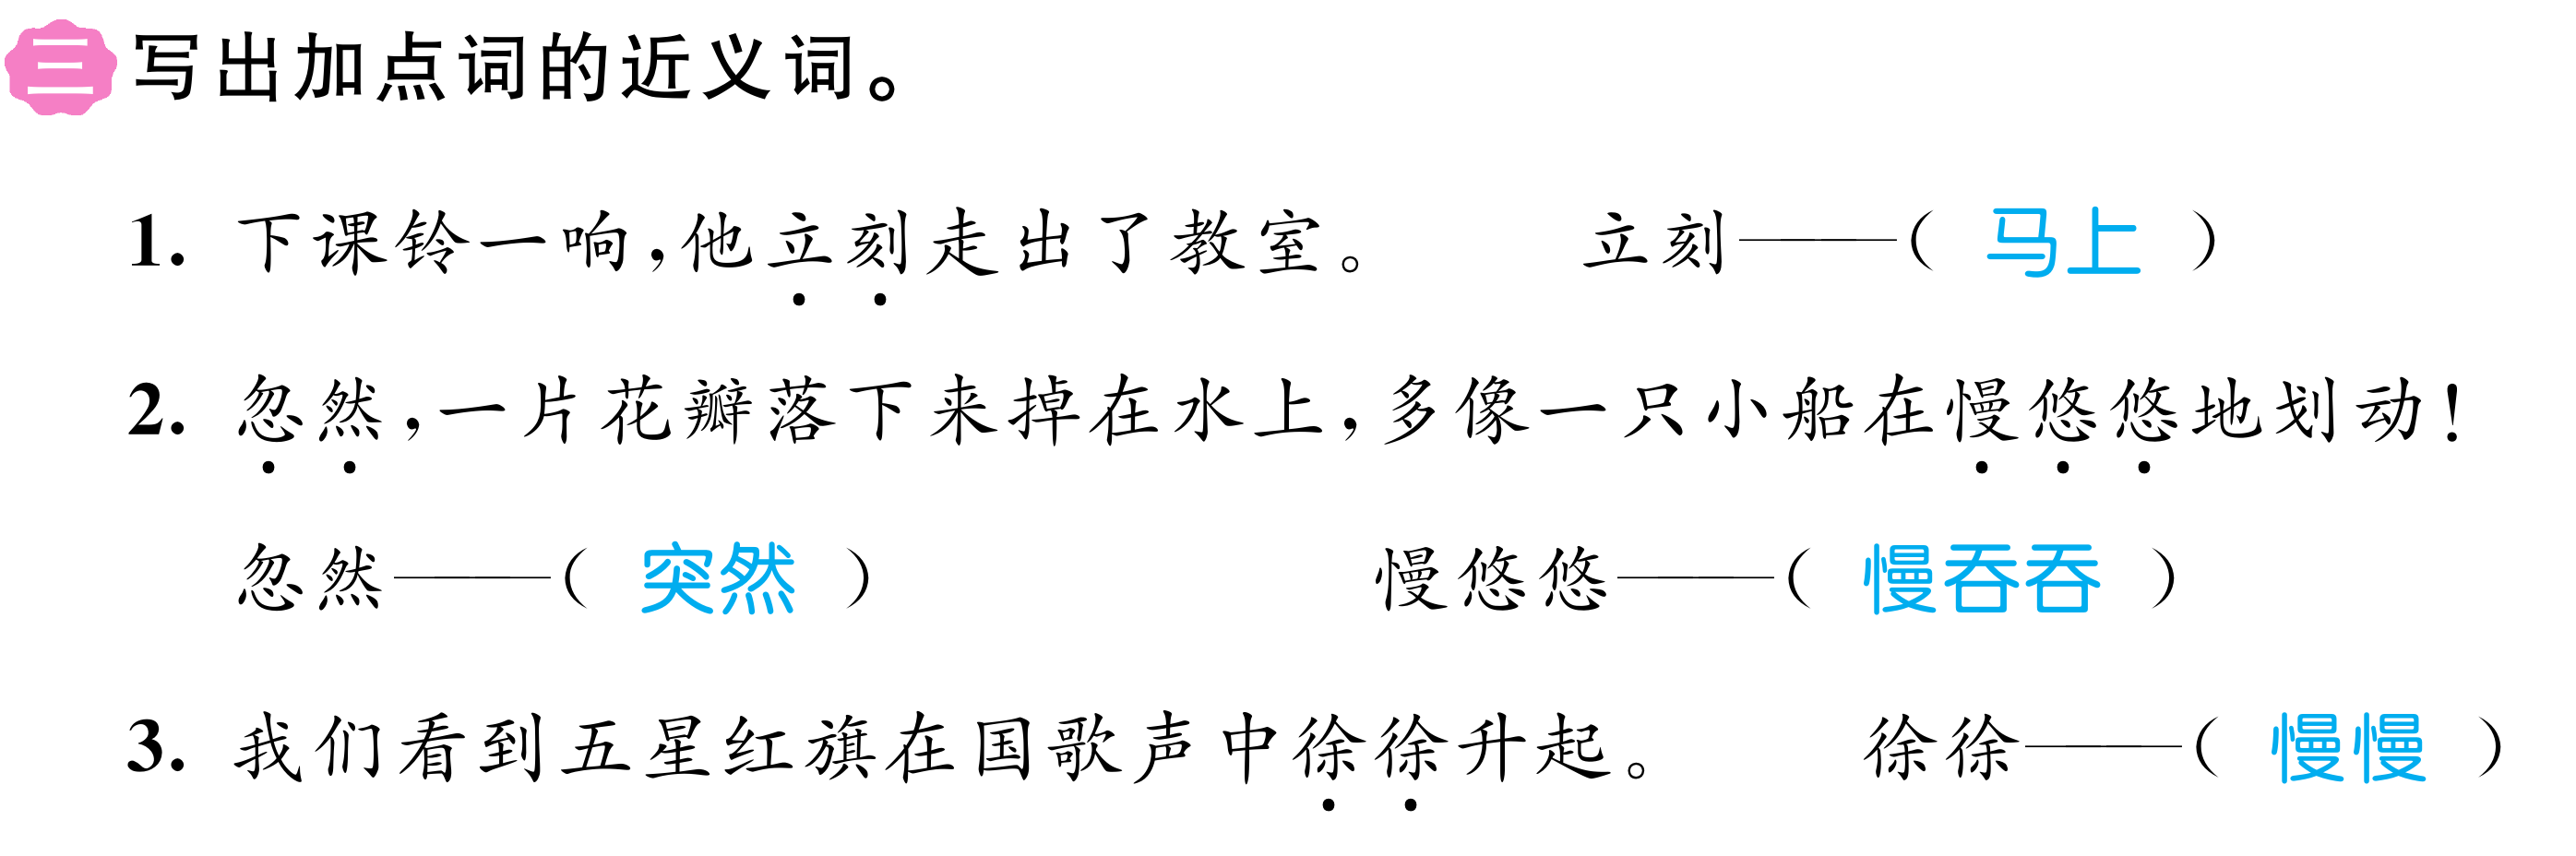 三 写出加点词的近义词。
1. 下课铃一响,他立刻走出了教室。 立刻——( 马上 )
2. 忽然,一片花瓣落下来掉在水上,多像一只小船在慢悠悠地划动!
忽然——( 突然 ) 慢悠悠——( 慢吞吞 )
3. 我们看到五星红旗在国歌声中徐徐升起。 徐徐——( 慢慢 )